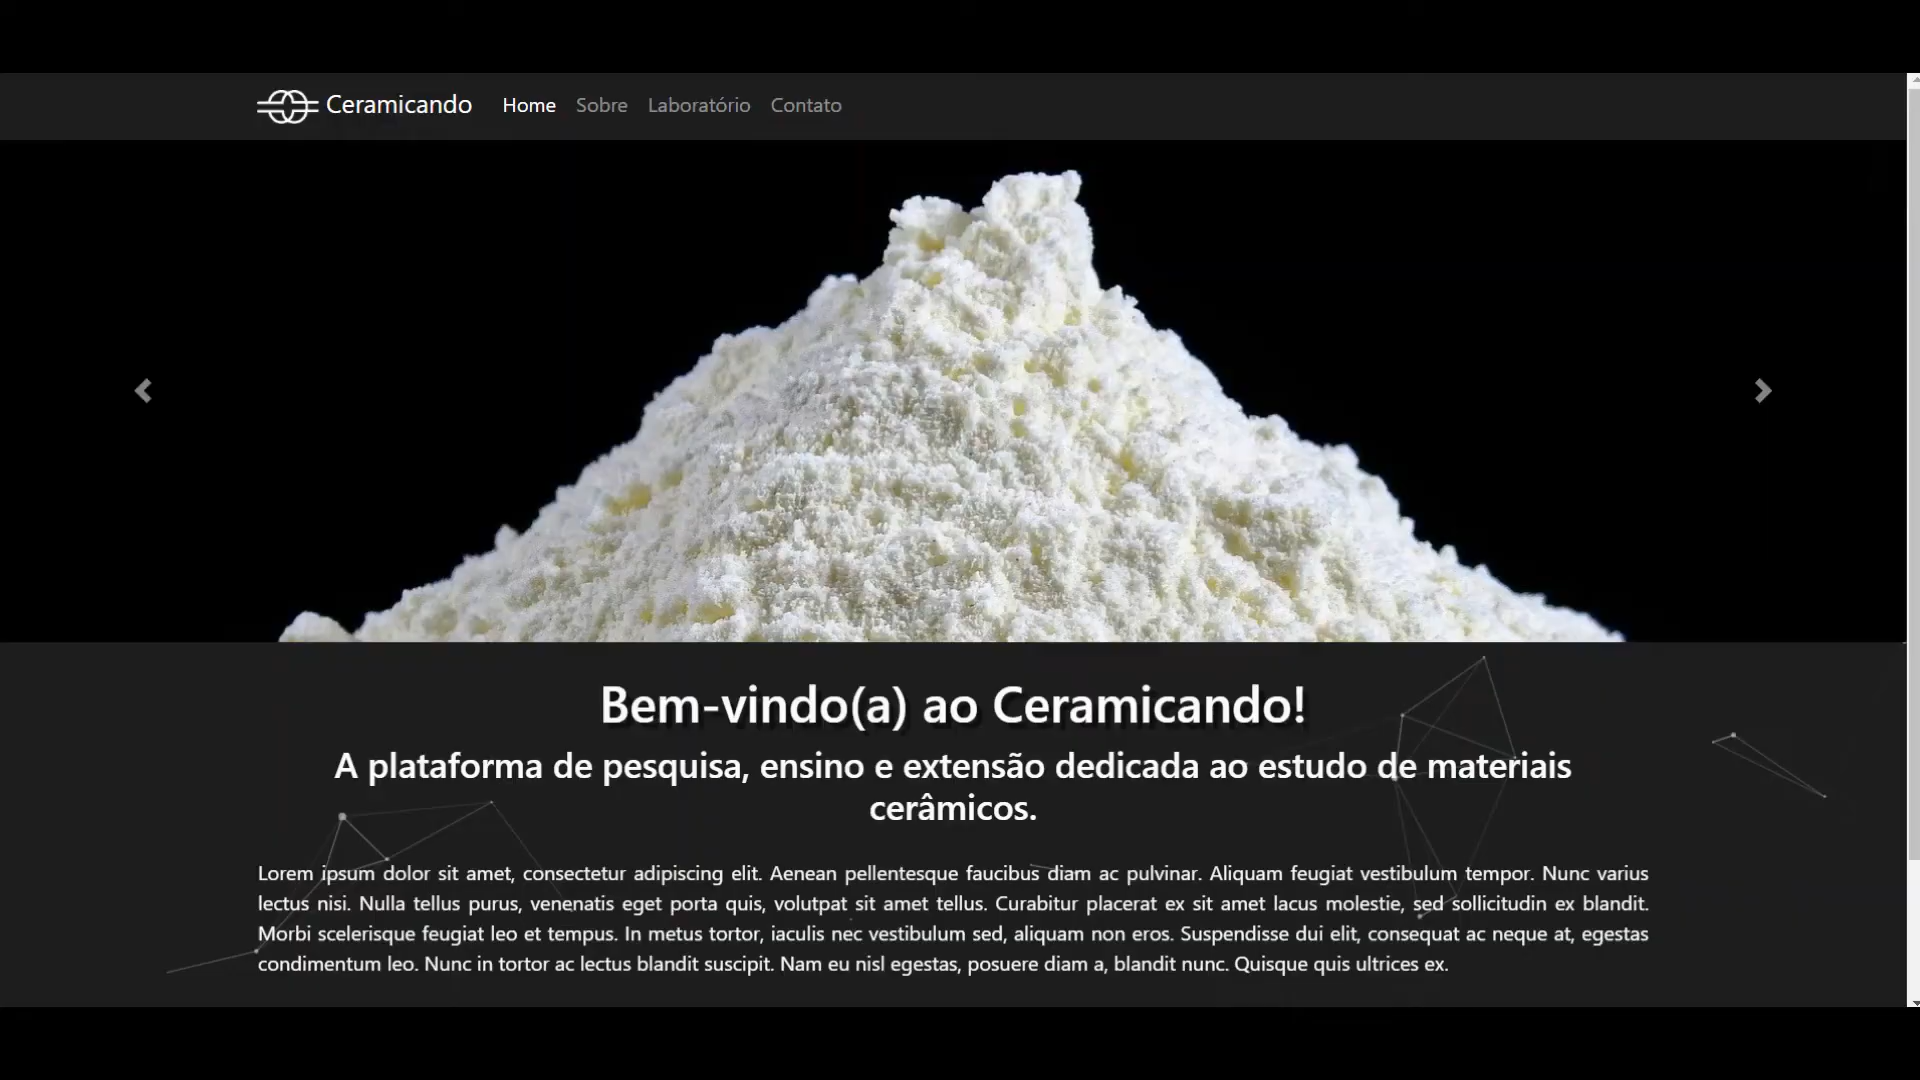 Ceramicando Home Sobre Laboratório Contato
Bem-vindo(a) ao Ceramicando!
A plataforma de pesquisa, ensino e extensão dedicada ao estudo de materiais
cerâmicos.
Lorem ipsum dolor sit amet, consectetur adipiscing elit. Aenean pellentesque faucibus diam ac pulvinar. Aliquam feugiat vestibulum tempor. Nunc varius
lectus nisi. Nulla tellus purus, venenatis eget porta quis, volutpat sit amet tellus. Curabitur placerat ex sit amet lacus molestie, sed sollicitudin ex blandit.
Morbi scelerisque feugiat leo et tempus. In metus tortor, iaculis nec vestibulum sed, aliquam non eros. Suspendisse dui elit, consequat ac neque at, egestas
condimentum leo. Nunc in tortor ac lectus blandit suscipit. Nam eu nisl egestas, posuere diam a, blandit nunc. Quisque quis ultrices ex.